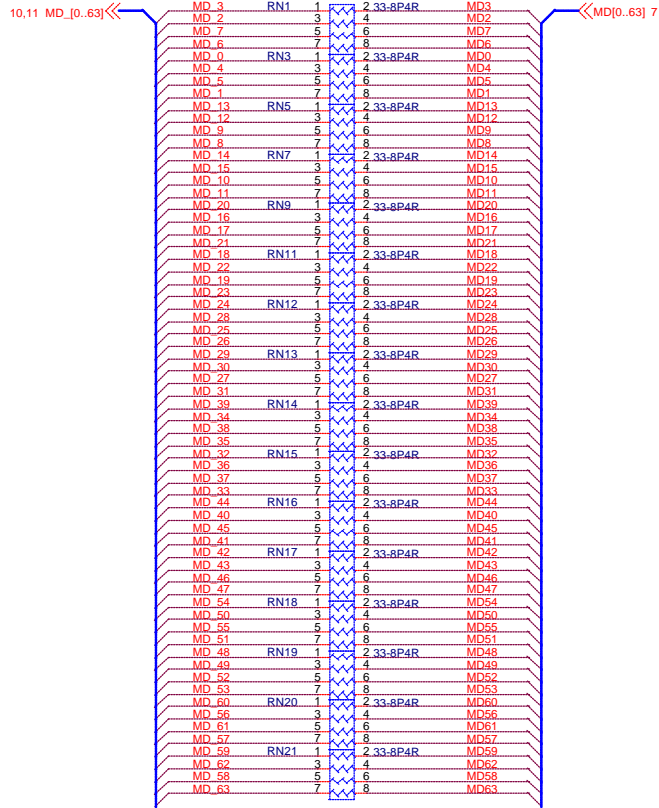 10,11 MD_[0..63] MD[0..63] 7
MD_3 RN1 1 2 33-8P4R MD3
MD_2 3 4 MD2
MD_7 5 6 MD7
MD_6 7 8 MD6
MD_0 RN3 1 2 33-8P4R MD0
MD_4 3 4 MD4
MD_5 5 6 MD5
MD_1 7 8 MD1
MD_13 RN5 1 2 33-8P4R MD13
MD_12 3 4 MD12
MD_9 5 6 MD9
MD_8 7 8 MD8
MD_14 RN7 1 2 33-8P4R MD14
MD_15 3 4 MD15
MD_10 5 6 MD10
MD_11 7 8 MD11
MD_20 RN9 1 2 33-8P4R MD20
MD_16 3 4 MD16
MD_17 5 6 MD17
MD_21 7 8 MD21
MD_18 RN11 1 2 33-8P4R MD18
MD_22 3 4 MD22
MD_19 5 6 MD19
MD_23 7 8 MD23
MD_24 RN12 1 2 33-8P4R MD24
MD_28 3 4 MD28
MD_25 5 6 MD25
MD_26 7 8 MD26
MD_29 RN13 1 2 33-8P4R MD29
MD_30 3 4 MD30
MD_27 5 6 MD27
MD_31 7 8 MD31
MD_39 RN14 1 2 33-8P4R MD39
MD_34 3 4 MD34
MD_38 5 6 MD38
MD_35 7 8 MD35
MD_32 RN15 1 2 33-8P4R MD32
MD_36 3 4 MD36
MD_37 5 6 MD37
MD_33 7 8 MD33
MD_44 RN16 1 2 33-8P4R MD44
MD_40 3 4 MD40
MD_45 5 6 MD45
MD_41 7 8 MD41
MD_42 RN17 1 2 33-8P4R MD42
MD_43 3 4 MD43
MD_46 5 6 MD46
MD_47 7 8 MD47
MD_54 RN18 1 2 33-8P4R MD54
MD_50 3 4 MD50
MD_55 5 6 MD55
MD_51 7 8 MD51
MD_48 RN19 1 2 33-8P4R MD48
MD_49 3 4 MD49
MD_52 5 6 MD52
MD_53 7 8 MD53
MD_60 RN20 1 2 33-8P4R MD60
MD_56 3 4 MD56
MD_61 5 6 MD61
MD_57 7 8 MD57
MD_59 RN21 1 2 33-8P4R MD59
MD_62 3 4 MD62
MD_58 5 6 MD58
MD_63 7 8 MD63